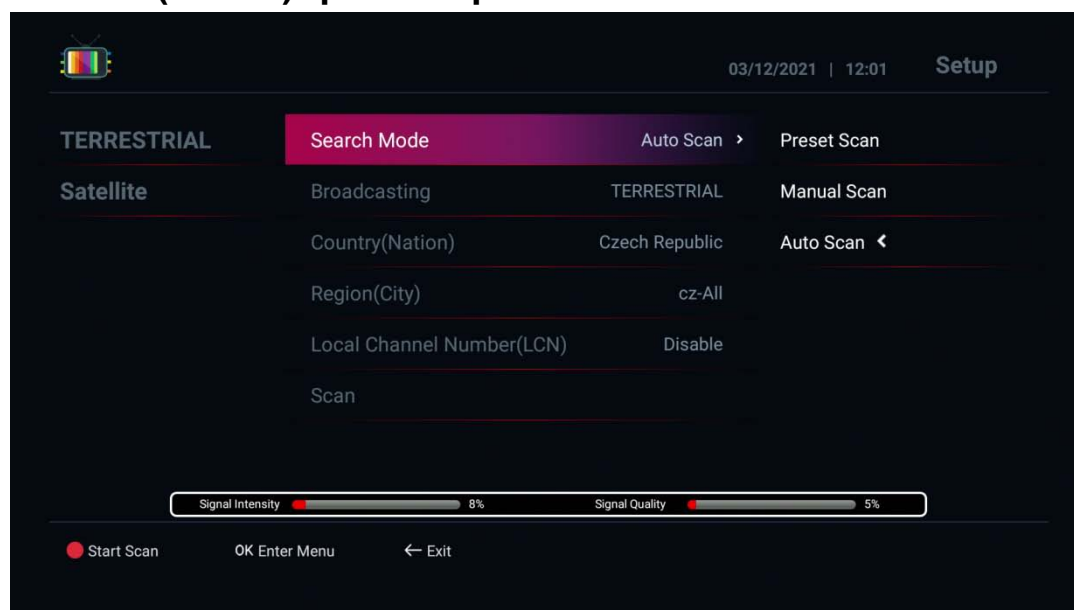 03/12/2021 | 12:01 Setup
TERRESTRIAL
Satellite
Search Mode Auto Scan >
Broadcasting TERRESTRIAL
Country(Nation) Czech Republic
Region(City) cz-All
Local Channel Number(LCN) Disable
Scan
Preset Scan
Manual Scan
Auto Scan <
Signal Intensity 8% Signal Quality 5%
Start Scan OK Enter Menu ← Exit